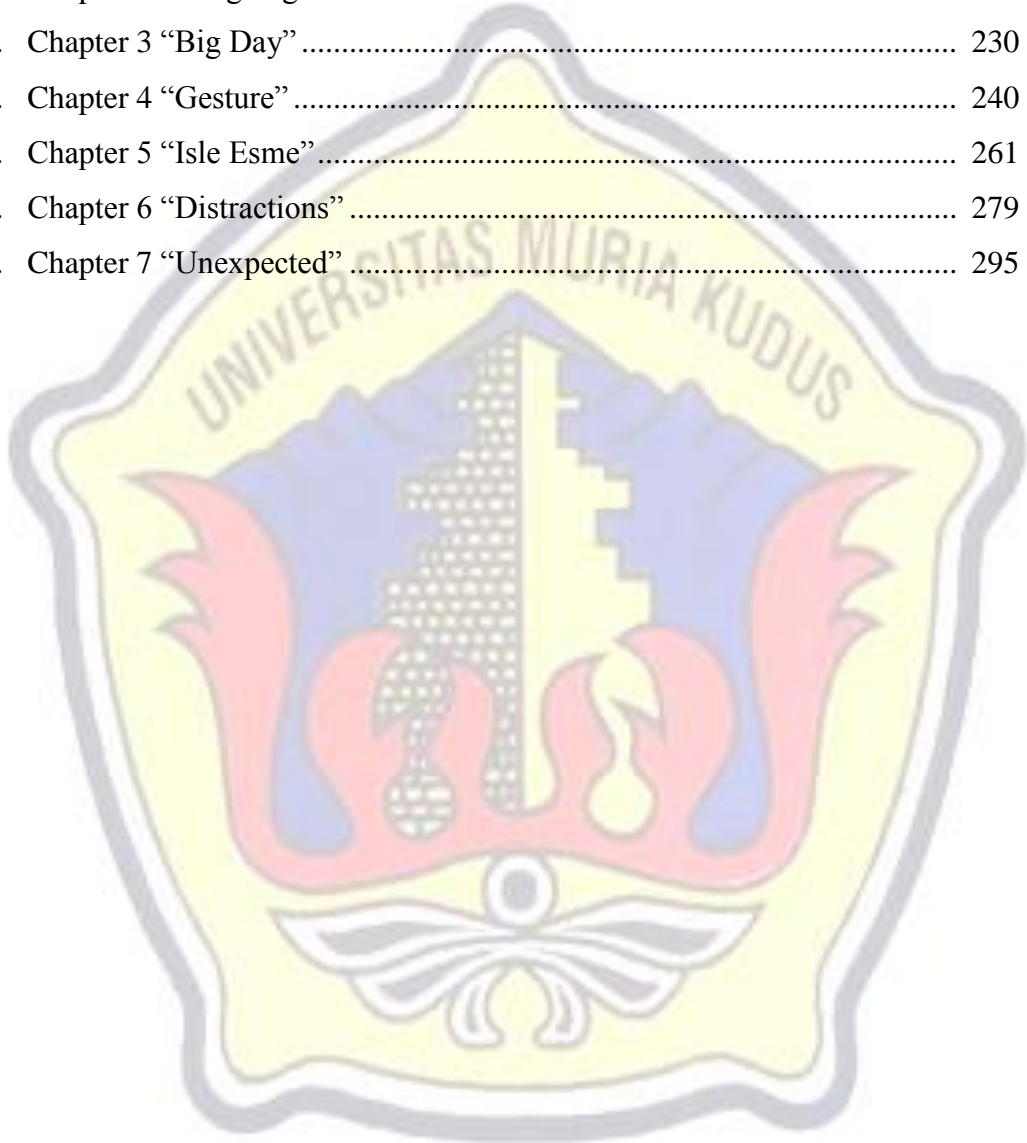 . Chapter 3 “Big Day” ................................................................................ 230
. Chapter 4 “Gesture” ................................................................................. 240
. Chapter 5 “Isle Esme” .............................................................................. 261
. Chapter 6 “Distractions” .......................................................................... 279
. Chapter 7 “Unexpected” .......................................................................... 295
UNIVERSITAS MURIA KUDUS